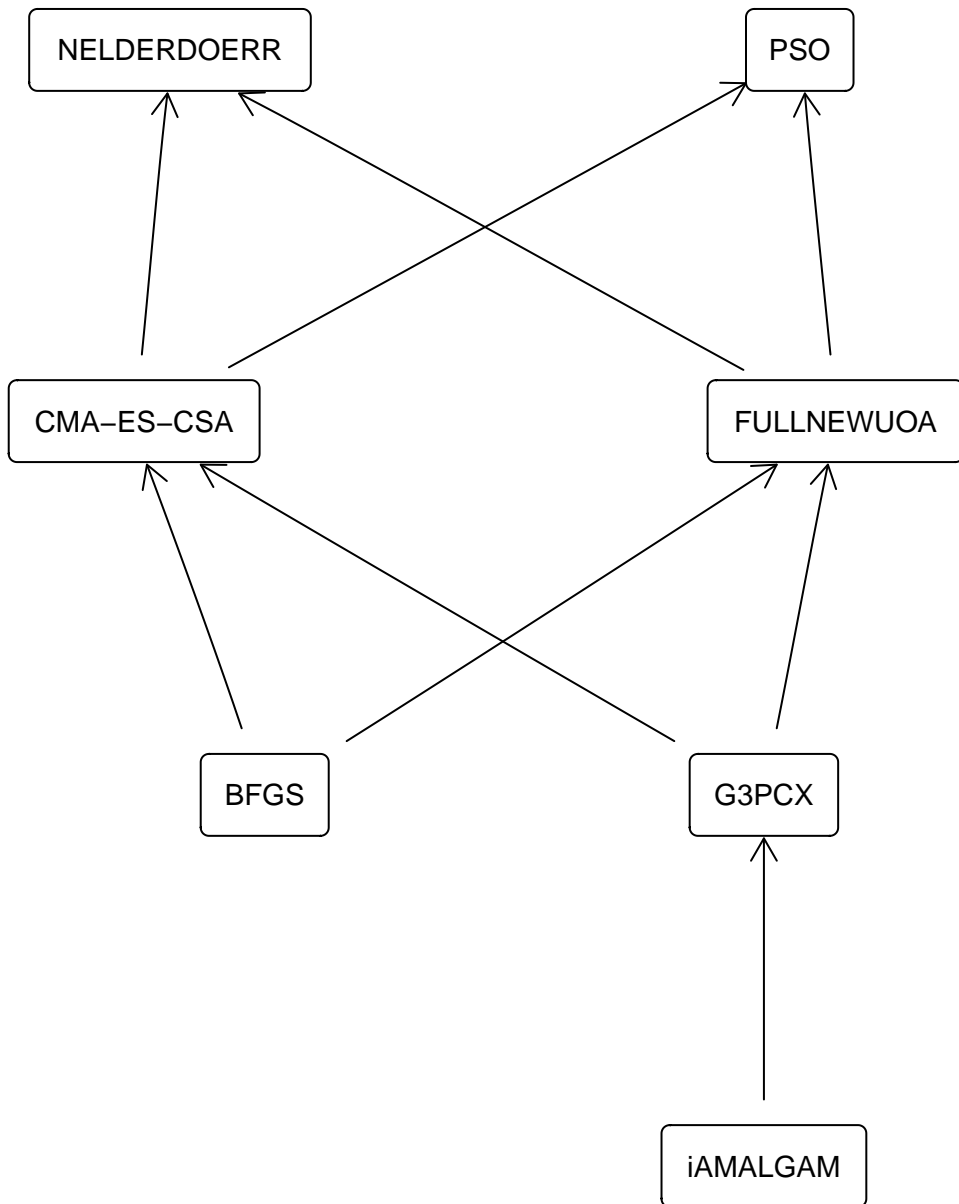 NELDERDOERR
PSO
CMA−ES−CSA
FULLNEWUOA
BFGS
G3PCX
iAMALGAM